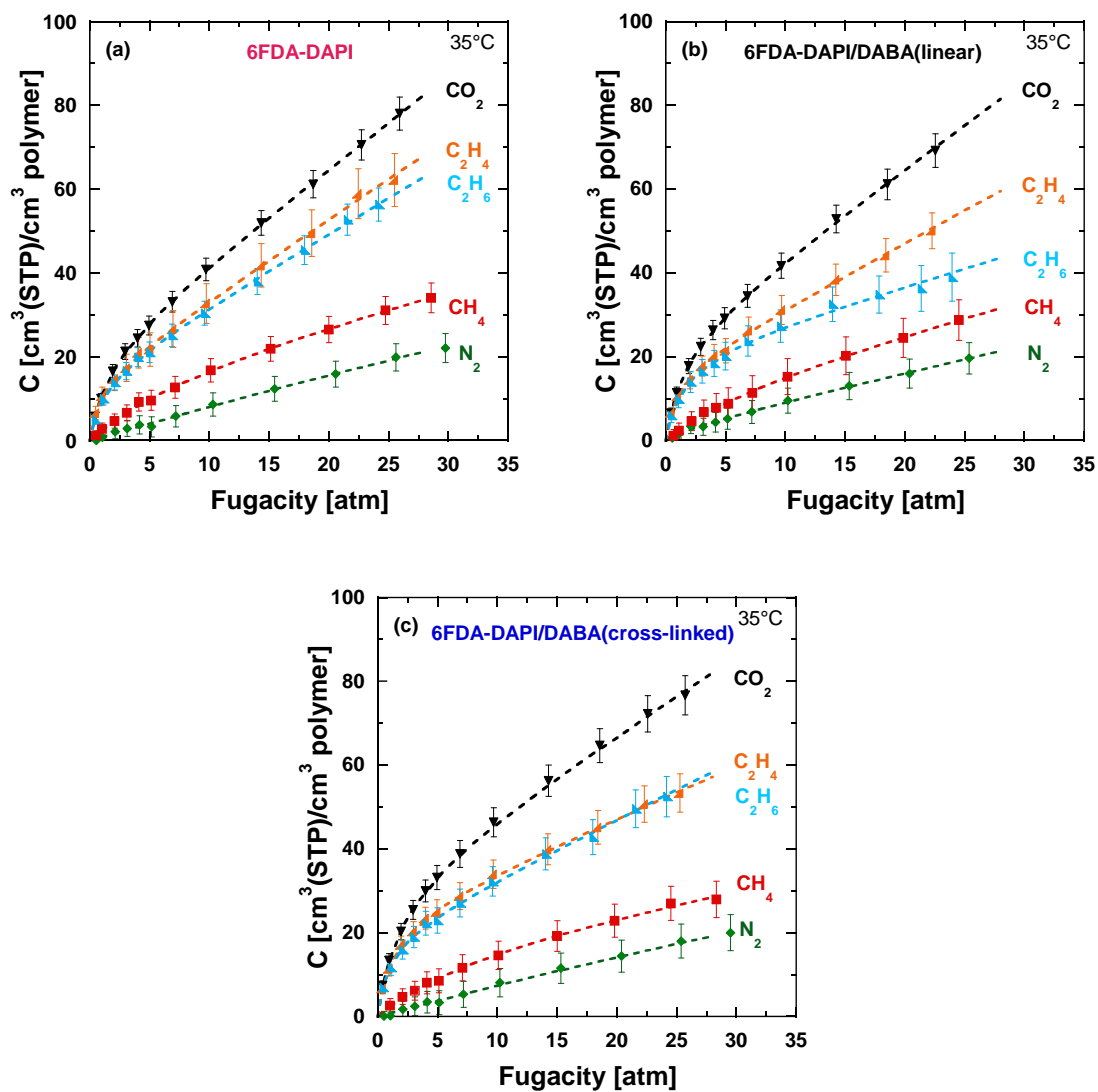 (a) 6FDA-DAPI 35°C
C [cm³(STP)/cm³ polymer]
100
80
60
40
20
0
CO₂
C₂H₄
C₂H₆
CH₄
N₂
0 5 10 15 20 25 30 35
Fugacity [atm]
(b) 6FDA-DAPI/DABA(linear) 35°C
C [cm³(STP)/cm³ polymer]
100
80
60
40
20
0
CO₂
C₂H₄
C₂H₆
CH₄
N₂
0 5 10 15 20 25 30 35
Fugacity [atm]
(c) 6FDA-DAPI/DABA(cross-linked) 35°C
C [cm³(STP)/cm³ polymer]
100
80
60
40
20
0
CO₂
C₂H₄
C₂H₆
CH₄
N₂
0 5 10 15 20 25 30 35
Fugacity [atm]